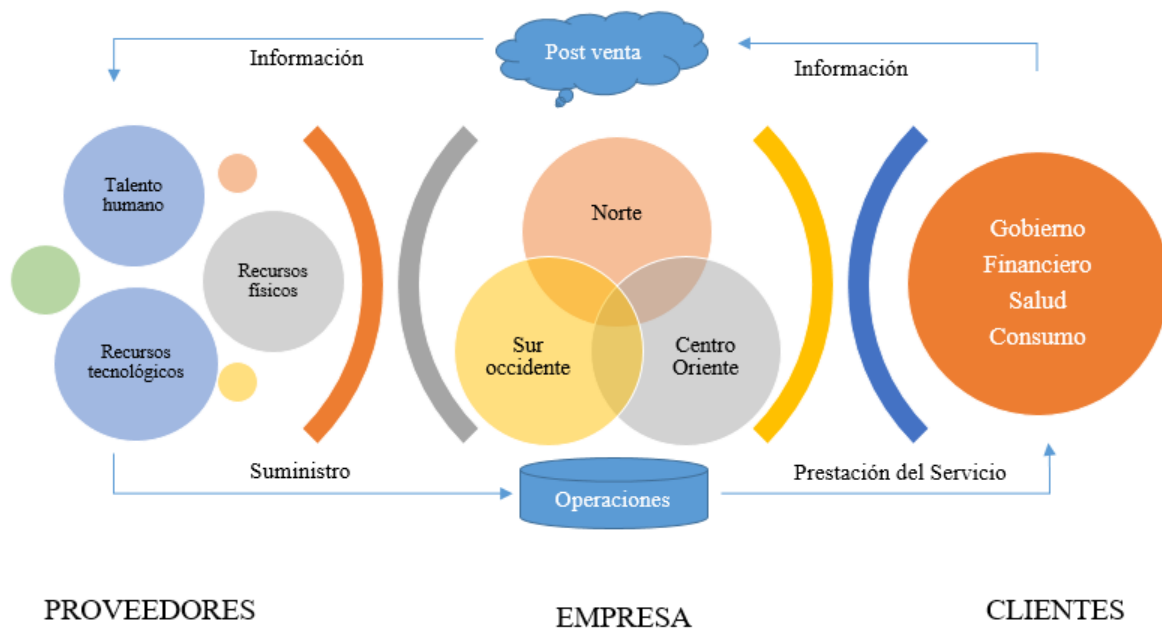 Post venta
Información
Información
Talento
humano
Recursos
físicos
Recursos
tecnológicos
Norte
Sur
occidente
Centro
Oriente
Gobierno
Financiero
Salud
Consumo
Suministro
Operaciones
Prestación del Servicio
PROVEEDORES
EMPRESA
CLIENTES